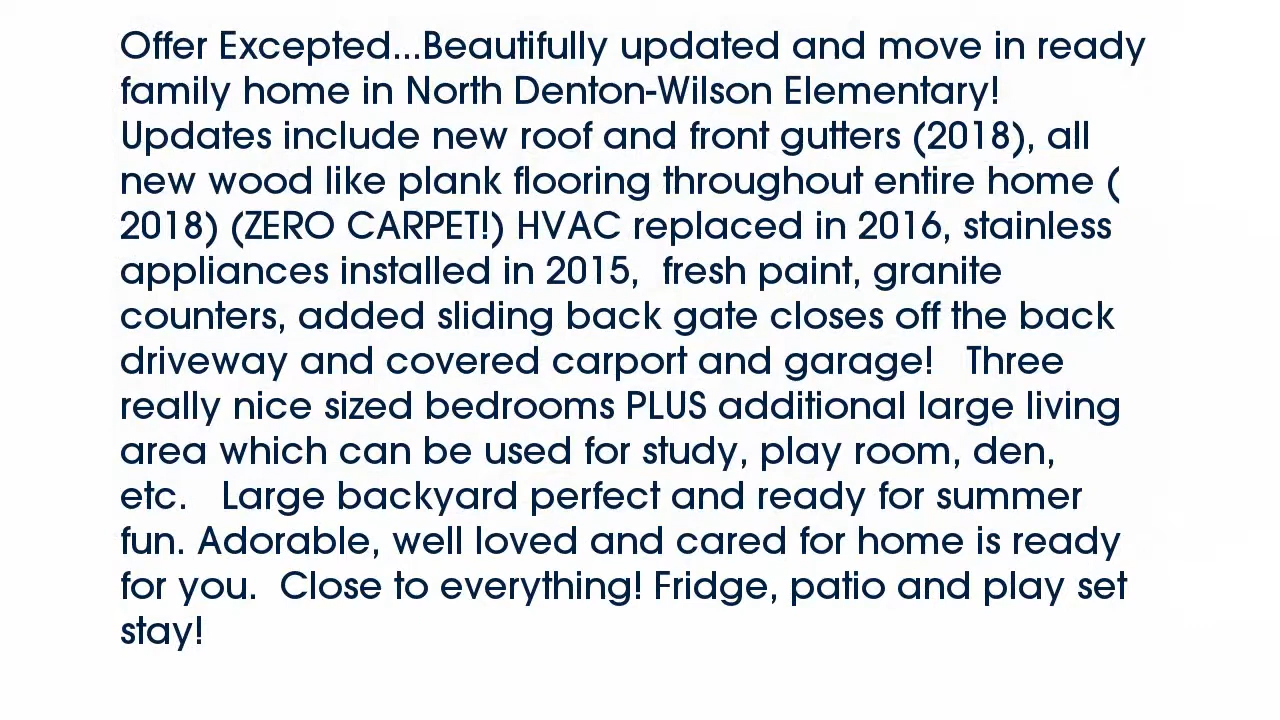 Offer Excepted...Beautifully updated and move in ready
family home in North Denton-Wilson Elementary!
Updates include new roof and front gutters (2018), all
new wood like plank flooring throughout entire home (
2018) (ZERO CARPET!) HVAC replaced in 2016, stainless
appliances installed in 2015,  fresh paint, granite
counters, added sliding back gate closes off the back
driveway and covered carport and garage!   Three
really nice sized bedrooms PLUS additional large living
area which can be used for study, play room, den,
etc.   Large backyard perfect and ready for summer
fun. Adorable, well loved and cared for home is ready
for you.  Close to everything! Fridge, patio and play set
stay!